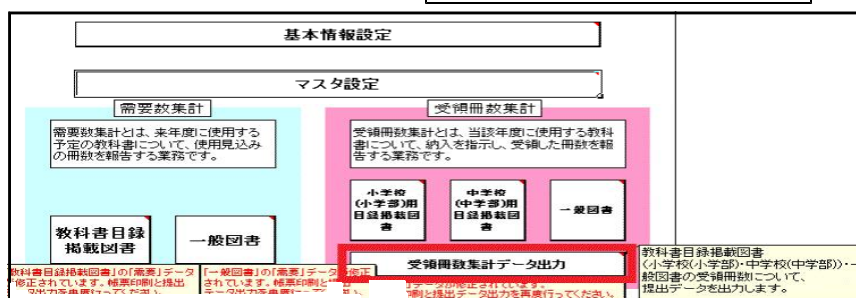 基本情報設定
マスタ設定
需要数集計
需要数集計とは、来年度に使用する
予定の教科書について、使用見込み
の冊数を報告する業務です。
教科書目録
掲載図書
一般図書
受領冊数集計
受領冊数集計とは、当該年度に使用する教科
書について、納入を指示し、受領した冊数を報
告する業務です。
小学校
(小学部)用
目録掲載図
書
中学校
(中学部)用
目録掲載図
書
一般図書
受領冊数集計データ出力
教科書目録掲載図書」の「需要」データ
修正されています。帳票印刷と提出
「一般図書」の「需要」データ
修正
されています。帳票印刷と提
データが修正されています。
印刷と提出データ出力を再度行ってください。
教科書目録掲載図書
(小学校(小学部)・中学校(中学部))・一
般図書の受領冊数について、
提出データを出力します。